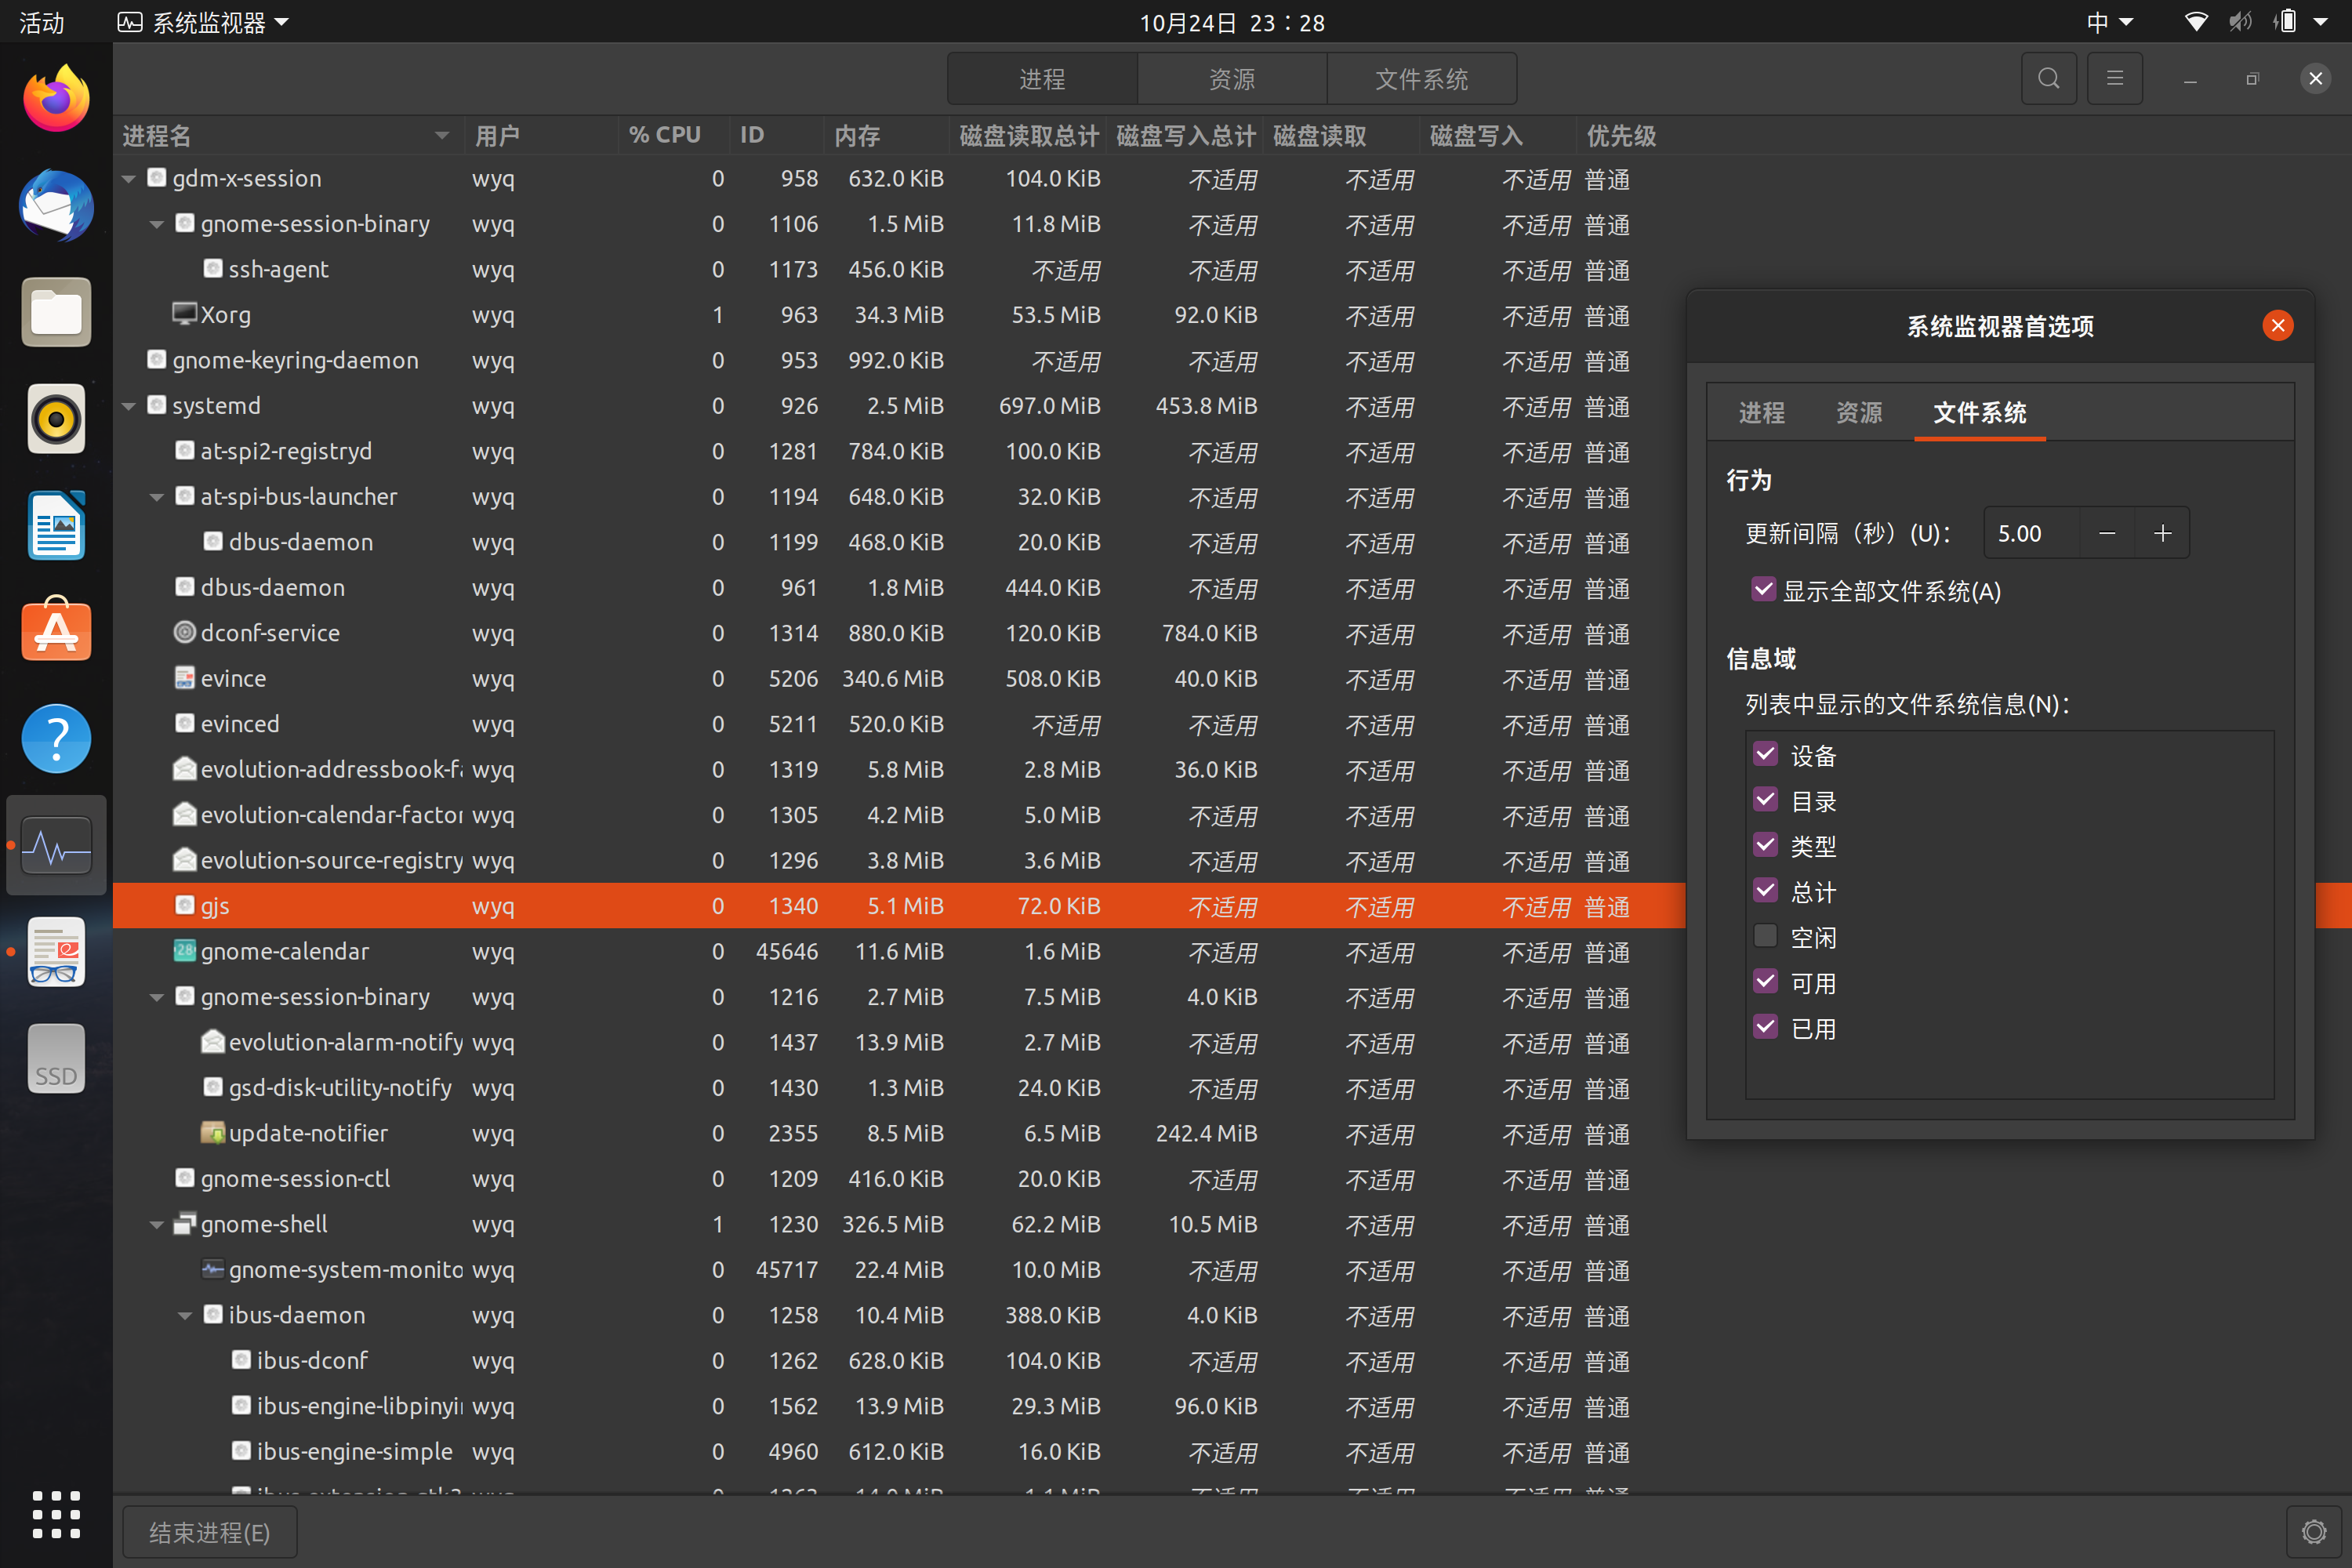 活动 系统监视器 10月24日 23：28 中
进程 资源 文件系统
进程名 用户 % CPU ID 内存 磁盘读取总计 磁盘写入总计 磁盘读取 磁盘写入 优先级
gdm-x-session wyq 0 958 632.0 KiB 104.0 KiB 不适用 不适用 不适用 普通
gnome-session-binary wyq 0 1106 1.5 MiB 11.8 MiB 不适用 不适用 不适用 普通
ssh-agent wyq 0 1173 456.0 KiB 不适用 不适用 不适用 不适用 普通
Xorg wyq 1 963 34.3 MiB 53.5 MiB 92.0 KiB 不适用 不适用 普通
gnome-keyring-daemon wyq 0 953 992.0 KiB 不适用 不适用 不适用 不适用 普通
systemd wyq 0 926 2.5 MiB 697.0 MiB 453.8 MiB 不适用 不适用 普通
at-spi2-registryd wyq 0 1281 784.0 KiB 100.0 KiB 不适用 不适用 不适用 普通
at-spi-bus-launcher wyq 0 1194 648.0 KiB 32.0 KiB 不适用 不适用 不适用 普通
dbus-daemon wyq 0 1199 468.0 KiB 20.0 KiB 不适用 不适用 不适用 普通
dbus-daemon wyq 0 961 1.8 MiB 444.0 KiB 不适用 不适用 不适用 普通
dconf-service wyq 0 1314 880.0 KiB 120.0 KiB 784.0 KiB 不适用 不适用 普通
evince wyq 0 5206 340.6 MiB 508.0 KiB 40.0 KiB 不适用 不适用 普通
evinced wyq 0 5211 520.0 KiB 不适用 不适用 不适用 不适用 普通
evolution-addressbook-fa wyq 0 1319 5.8 MiB 2.8 MiB 36.0 KiB 不适用 不适用 普通
evolution-calendar-factor wyq 0 1305 4.2 MiB 5.0 MiB 不适用 不适用 不适用 普通
evolution-source-registry wyq 0 1296 3.8 MiB 3.6 MiB 不适用 不适用 不适用 普通
gjs wyq 0 1340 5.1 MiB 72.0 KiB 不适用 不适用 不适用 普通
gnome-calendar wyq 0 45646 11.6 MiB 1.6 MiB 不适用 不适用 不适用 普通
gnome-session-binary wyq 0 1216 2.7 MiB 7.5 MiB 4.0 KiB 不适用 不适用 普通
evolution-alarm-notify wyq 0 1437 13.9 MiB 2.7 MiB 不适用 不适用 不适用 普通
gsd-disk-utility-notify wyq 0 1430 1.3 MiB 24.0 KiB 不适用 不适用 不适用 普通
update-notifier wyq 0 2355 8.5 MiB 6.5 MiB 242.4 MiB 不适用 不适用 普通
gnome-session-ctl wyq 0 1209 416.0 KiB 20.0 KiB 不适用 不适用 不适用 普通
gnome-shell wyq 1 1230 326.5 MiB 62.2 MiB 10.5 MiB 不适用 不适用 普通
gnome-system-monito wyq 0 45717 22.4 MiB 10.0 MiB 不适用 不适用 不适用 普通
ibus-daemon wyq 0 1258 10.4 MiB 388.0 KiB 4.0 KiB 不适用 不适用 普通
ibus-dconf wyq 0 1262 628.0 KiB 104.0 KiB 不适用 不适用 不适用 普通
ibus-engine-libpinyin wyq 0 1562 13.9 MiB 29.3 MiB 96.0 KiB 不适用 不适用 普通
ibus-engine-simple wyq 0 4960 612.0 KiB 16.0 KiB 不适用 不适用 不适用 普通
结束进程(E)
系统监视器首选项
进程 资源 文件系统
行为
更新间隔（秒）(U)： 5.00
显示全部文件系统(A)
信息域
列表中显示的文件系统信息(N)：
设备
目录
类型
总计
空闲
可用
已用
28
SSD